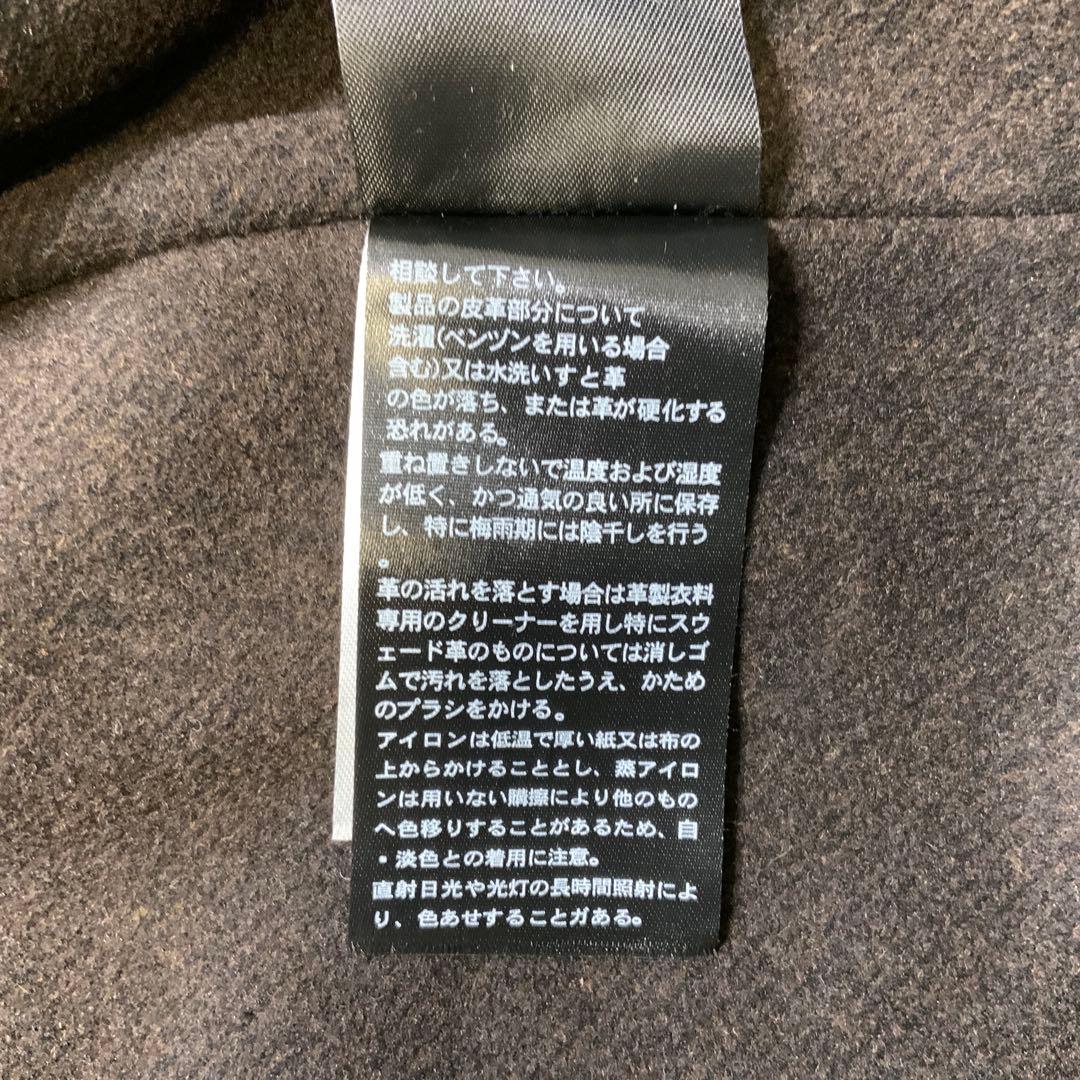 相談して下さい。
製品の皮革部分について
洗濯(ペンゾンを用いる場合
含む)又は水洗いすと革
の色が落ち、または革が硬化する
恐れがある。
重ね置きしないで温度および湿度
が低く、かつ通気の良い所に保存
し、特に梅雨期には陰干しを行う
。
革の活れを落とす場合は革製衣料
専用のクリーナーを用し特にスウ
ェード革のものについては消しゴ
ムで汚れを落としたうえ、かため
のプラシをかける。
アイロンは低温で厚い紙又は布の
上からかけることとし、蒸アイロ
ンは用いない購擦により他のもの
へ色移りすることがあるため、自
・淡色との着用に注意。
直射日光や光灯の長時間照射によ
り、色あせすることガある。